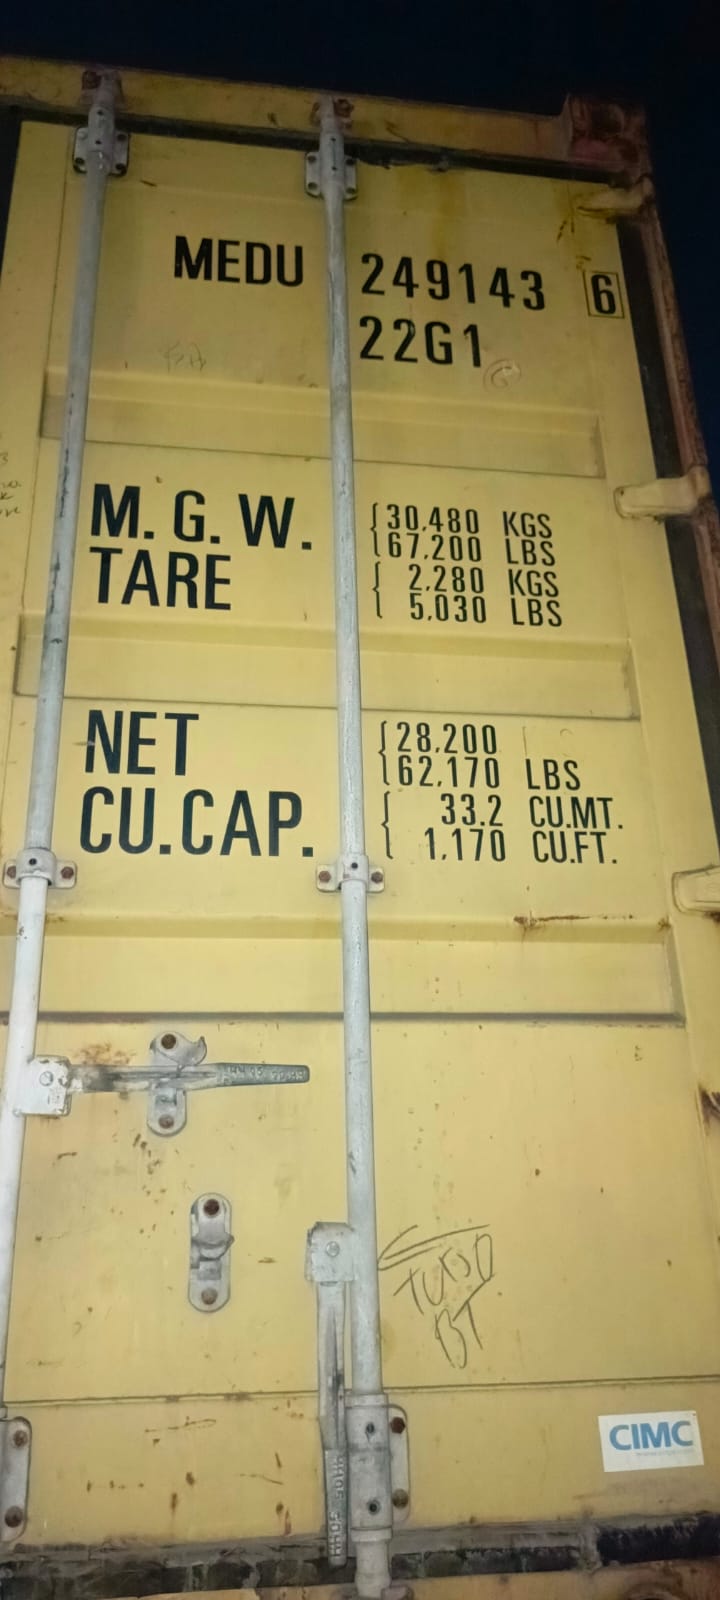 MEDU 249143 6
22G1
M. G. W. 30,480 KGS
67,200 LBS
TARE 2,280 KGS
5,030 LBS
NET 28,200
62,170 LBS
CU.CAP. 33.2 CU.MT.
1,170 CU.FT.
BT
CIMC